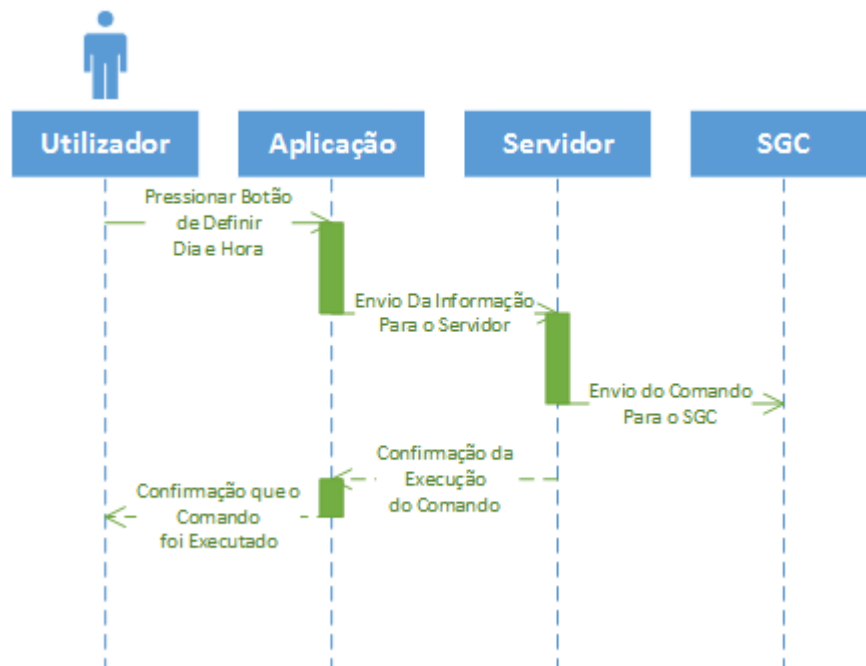 Utilizador
Aplicação
Servidor
SGC
Pressionar Botão
de Definir
Dia e Hora
Envio Da Informação
Para o Servidor
Envio do Comando
Para o SGC
Confirmação da
Execução
do Comando
Confirmação que o
Comando
foi Executado